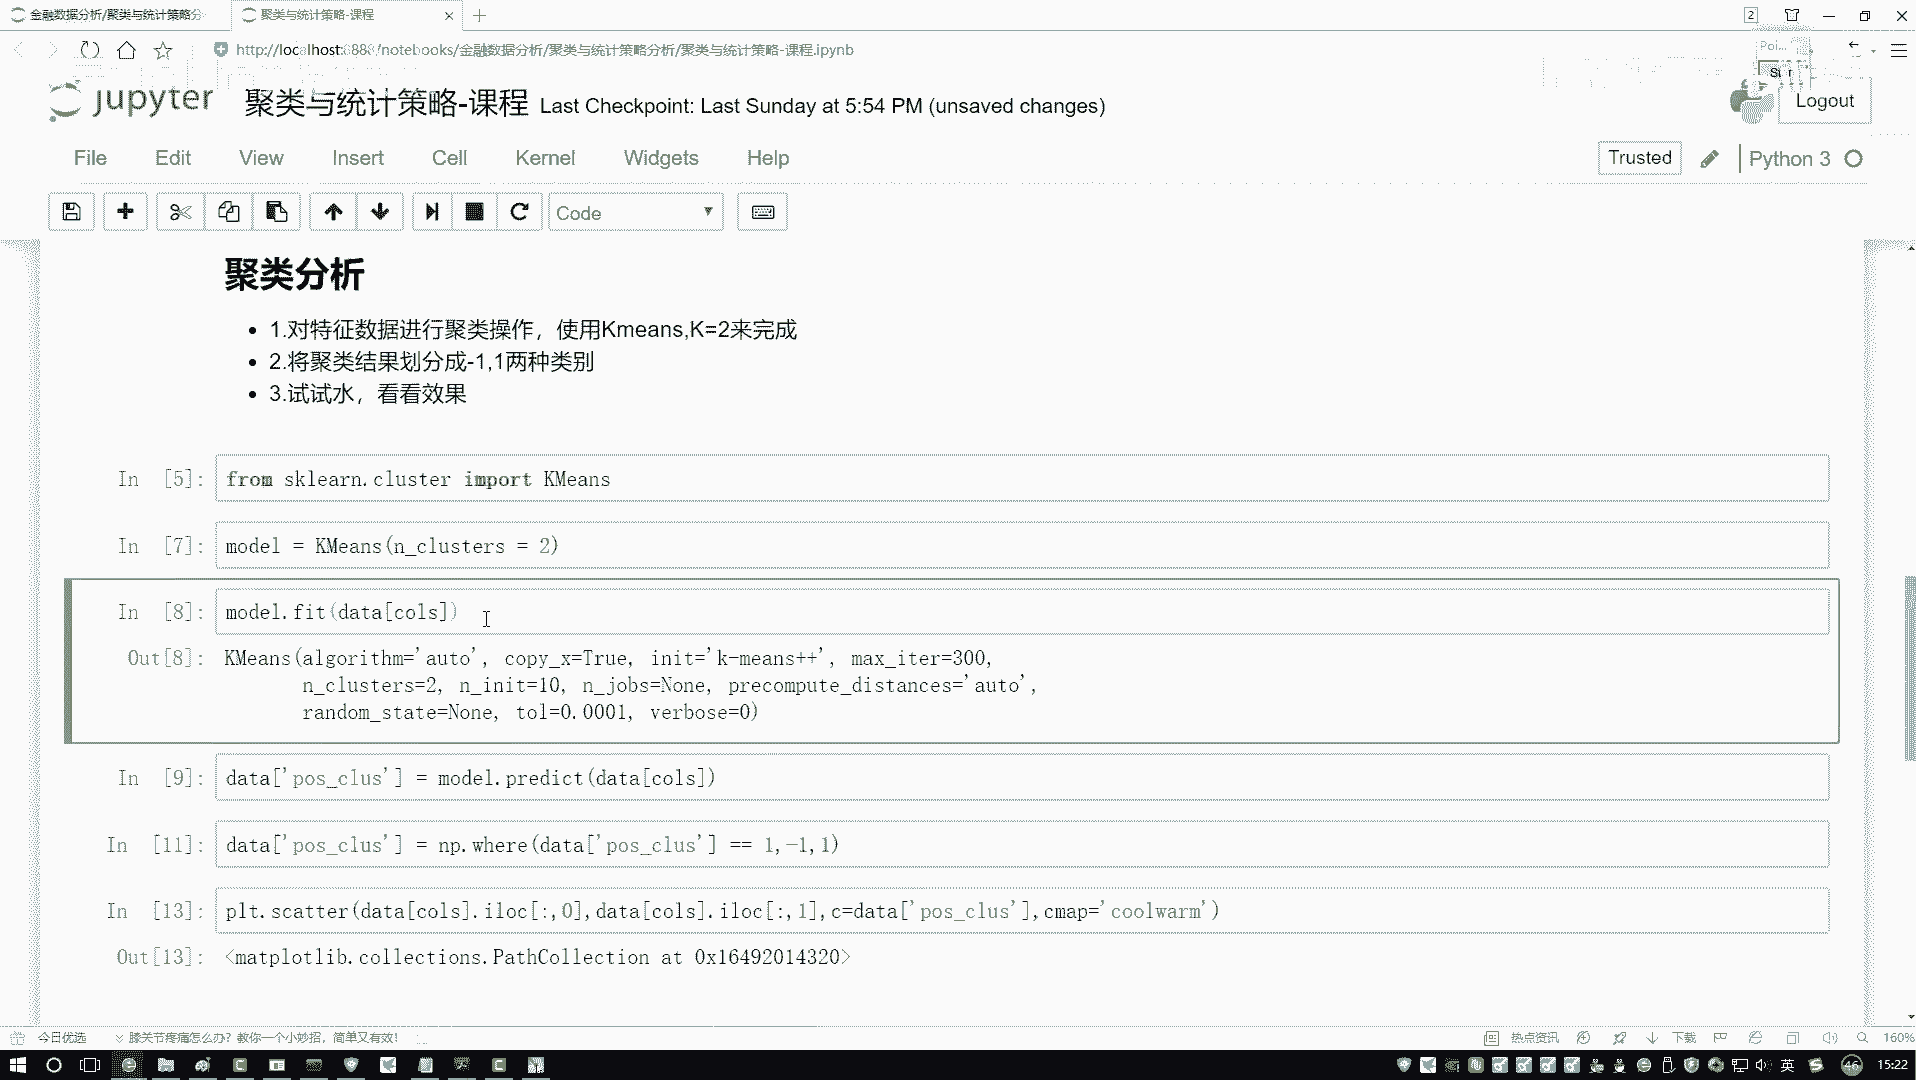 金融数据分析/聚类与统计策略分
聚类与统计策略-课程
2
http://localhost:888/notebooks/金融数据分析/聚类与统计策略分析/聚类与统计策略-课程.ipynb
Poi...
jupyter 聚类与统计策略-课程 Last Checkpoint: Last Sunday at 5:54 PM (unsaved changes)
Logout
File Edit View Insert Cell Kernel Widgets Help
Trusted Python 3
Code
聚类分析
1.对特征数据进行聚类操作，使用Kmeans,K=2来完成
2.将聚类结果划分成-1,1两种类别
3.试试水，看看效果
In [5]: from sklearn.cluster import KMeans
In [7]: model = KMeans(n_clusters = 2)
In [8]: model.fit(data[cols])
Out[8]: KMeans(algorithm='auto', copy_x=True, init='k-means++', max_iter=300,
n_clusters=2, n_init=10, n_jobs=None, precompute_distances='auto',
random_state=None, tol=0.0001, verbose=0)
In [9]: data['pos_clus'] = model.predict(data[cols])
In [11]: data['pos_clus'] = np.where(data['pos_clus'] == 1,-1,1)
In [13]: plt.scatter(data[cols].iloc[:,0],data[cols].iloc[:,1],c=data['pos_clus'],cmap='coolwarm')
Out[13]: <matplotlib.collections.PathCollection at 0x16492014320>
今日优选 膝关节疼痛怎么办？教你一个小妙招，简单又有效！
热点资讯 下载 160%
英 46 15:22